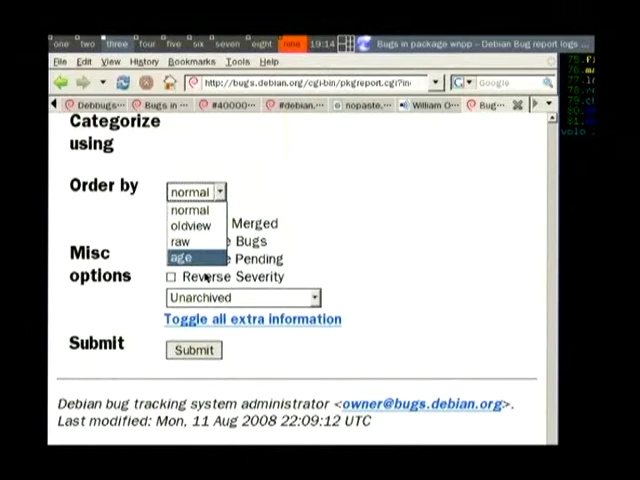 one two three four five six seven eight nine 19:14 Bugs in package wnpp - Debian Bug report logs
File Edit View History Bookmarks Tools Help
http://bugs.debian.org/cgi-bin/pkgreport.cgi?in Google
Debbugs... Bugs in ... #40000... #debian... nopaste... William O... Bug...
Categorize
using
Order by normal
normal
oldview Merged
raw Bugs
age Pending
Misc
options
Reverse Severity
Unarchived
Toggle all extra information
Submit Submit
Debian bug tracking system administrator <owner@bugs.debian.org>.
Last modified: Mon, 11 Aug 2008 22:09:12 UTC